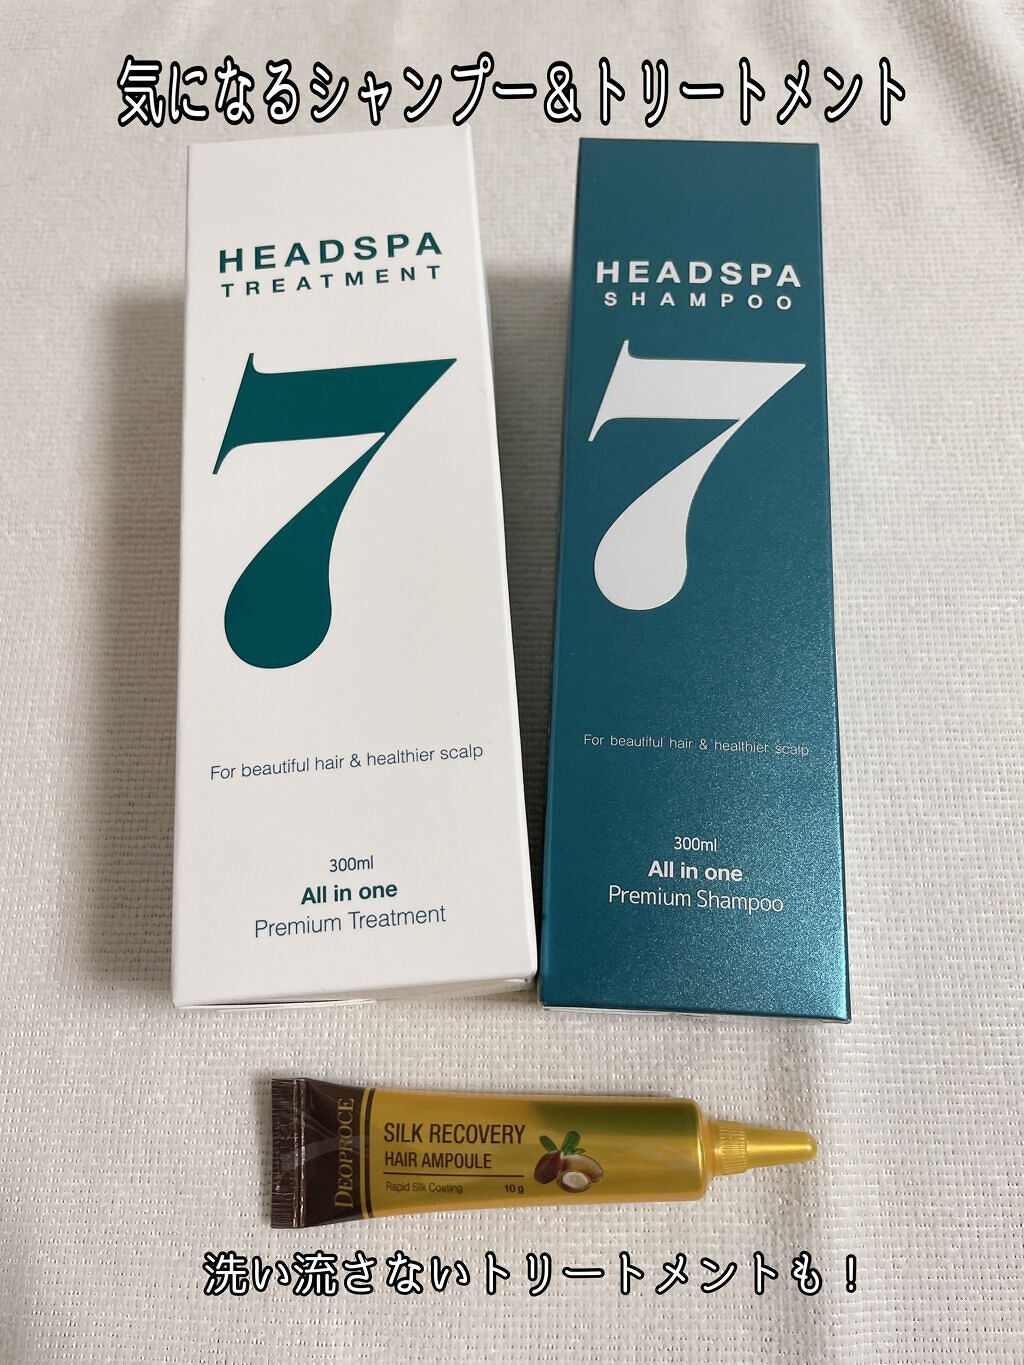 気になるシャンプー＆トリートメント
HEADSPA
TREATMENT
7
For beautiful hair & healthier scalp
300ml
All in one
Premium Treatment
HEADSPA
SHAMPOO
7
For beautiful hair & healthier scalp
300ml
All in one
Premium Shampoo
DEOPROCE
SILK RECOVERY
HAIR AMPOULE
Rapid Silk Coating 10g
洗い流さないトリートメントも！